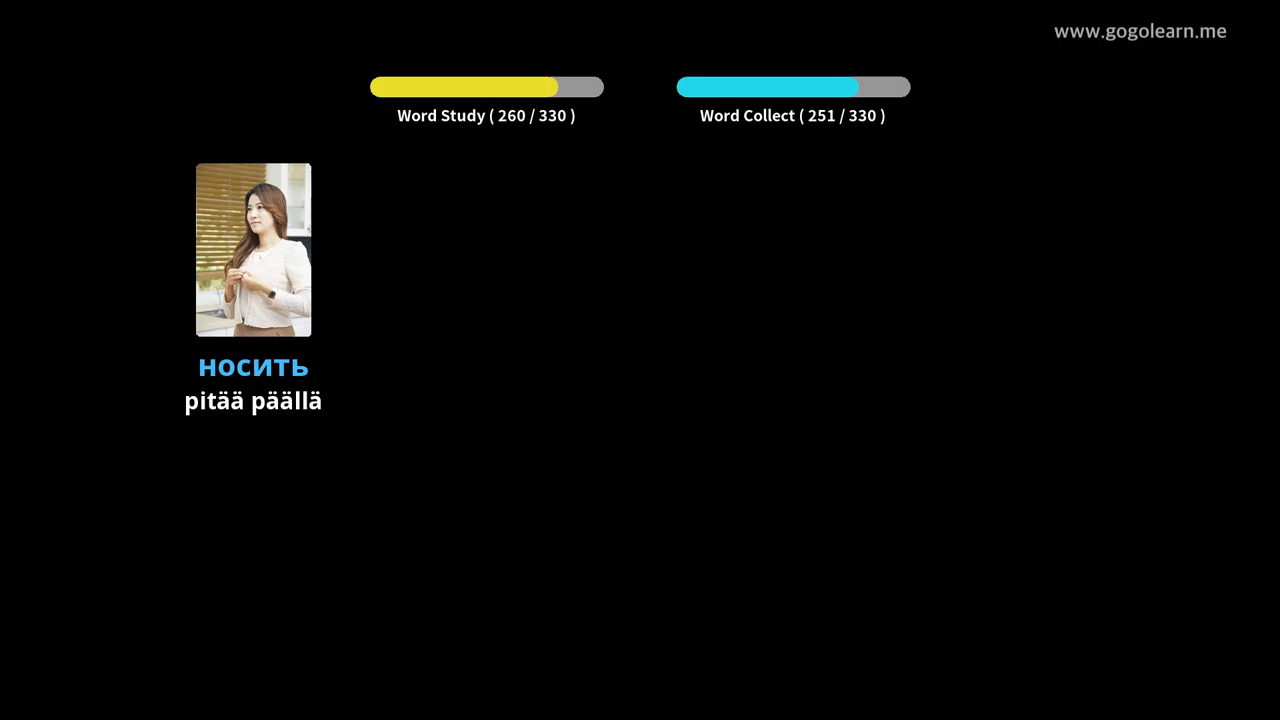 www.gogolearn.me
Word Study ( 260 / 330 )
Word Collect ( 251 / 330 )
носить
pitää päällä